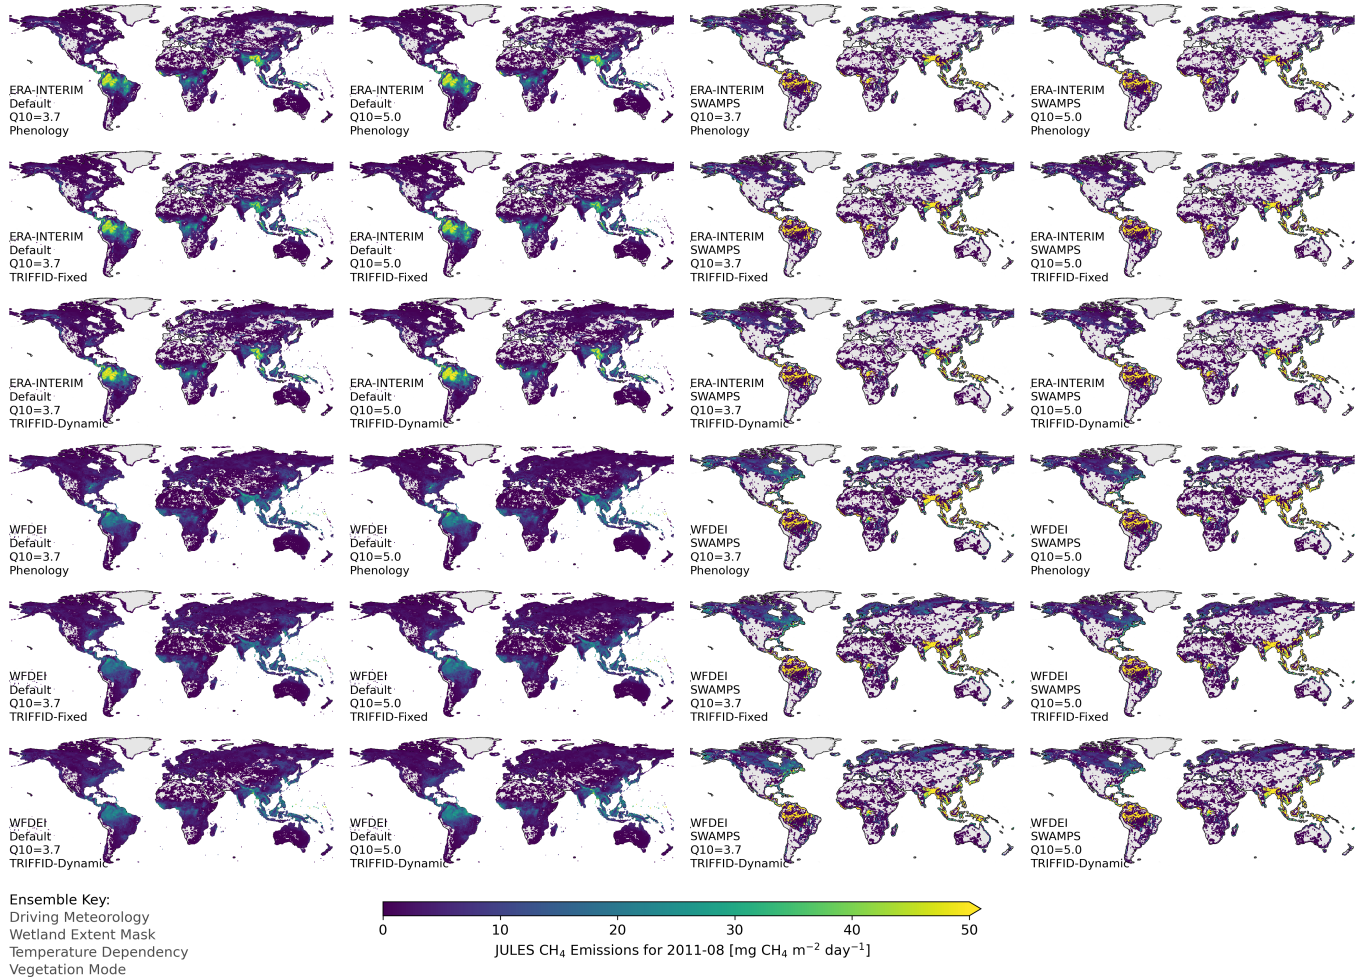 ERA-INTERIM
Default
Q10=3.7
Phenology
ERA-INTERIM
Default
Q10=5.0
Phenology
ERA-INTERIM
SWAMPS
Q10=3.7
Phenology
ERA-INTERIM
SWAMPS
Q10=5.0
Phenology
ERA-INTERIM
Default
Q10=3.7
TRIFFID-Fixed
ERA-INTERIM
Default
Q10=5.0
TRIFFID-Fixed
ERA-INTERIM
SWAMPS
Q10=3.7
TRIFFID-Fixed
ERA-INTERIM
SWAMPS
Q10=5.0
TRIFFID-Fixed
ERA-INTERIM
Default
Q10=3.7
TRIFFID-Dynamic
ERA-INTERIM
Default
Q10=5.0
TRIFFID-Dynamic
ERA-INTERIM
SWAMPS
Q10=3.7
TRIFFID-Dynamic
ERA-INTERIM
SWAMPS
Q10=5.0
TRIFFID-Dynamic
WFDEI
Default
Q10=3.7
Phenology
WFDEI
Default
Q10=5.0
Phenology
WFDEI
SWAMPS
Q10=3.7
Phenology
WFDEI
SWAMPS
Q10=5.0
Phenology
WFDEI
Default
Q10=3.7
TRIFFID-Fixed
WFDEI
Default
Q10=5.0
TRIFFID-Fixed
WFDEI
SWAMPS
Q10=3.7
TRIFFID-Fixed
WFDEI
SWAMPS
Q10=5.0
TRIFFID-Fixed
WFDEI
Default
Q10=3.7
TRIFFID-Dynamic
WFDEI
Default
Q10=5.0
TRIFFID-Dynamic
WFDEI
SWAMPS
Q10=3.7
TRIFFID-Dynamic
WFDEI
SWAMPS
Q10=5.0
TRIFFID-Dynamic
Ensemble Key:
Driving Meteorology
Wetland Extent Mask
Temperature Dependency
Vegetation Mode
0 10 20 30 40 50
JULES CH₄ Emissions for 2011-08 [mg CH₄ m⁻² day⁻¹]